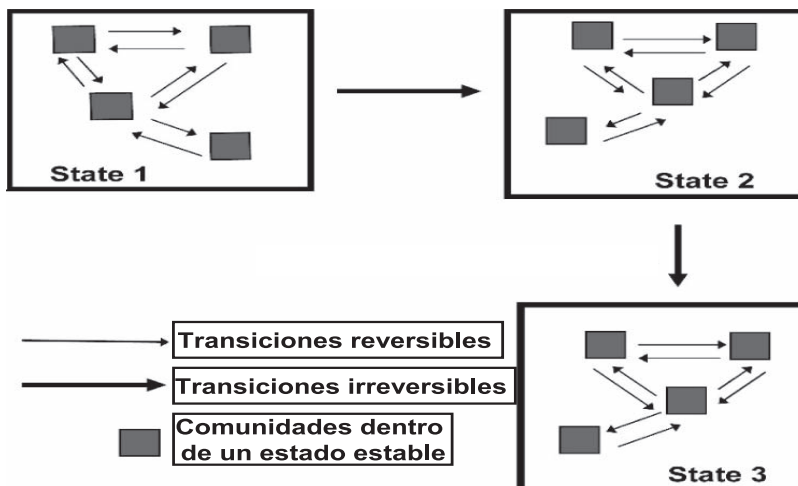 State 1
State 2
Transiciones reversibles
Transiciones irreversibles
Comunidades dentro
de un estado estable
State 3